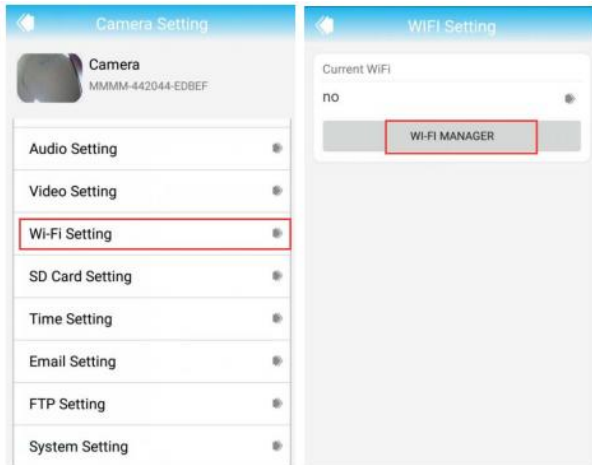 Camera Setting
Camera
MMMM-442044-EDBEF
Audio Setting
Video Setting
Wi-Fi Setting
SD Card Setting
Time Setting
Email Setting
FTP Setting
System Setting
WIFI Setting
Current WiFi
no
WI-FI MANAGER